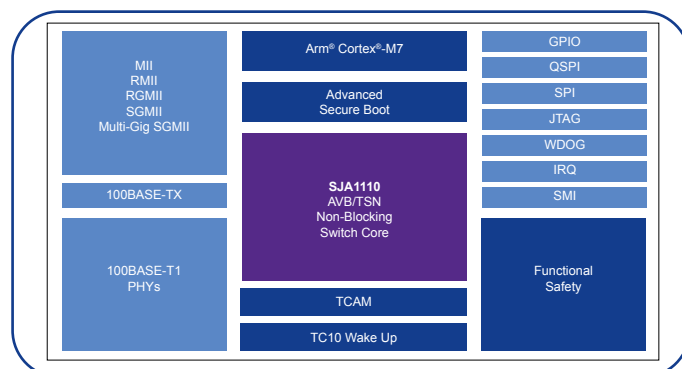 MII
RMII
RGMII
SGMII
Multi-Gig SGMII
100BASE-TX
100BASE-T1
PHYs
Arm® Cortex®-M7
Advanced
Secure Boot
SJA1110
AVB/TSN
Non-Blocking
Switch Core
TCAM
TC10 Wake Up
GPIO
QSPI
SPI
JTAG
WDOG
IRQ
SMI
Functional
Safety